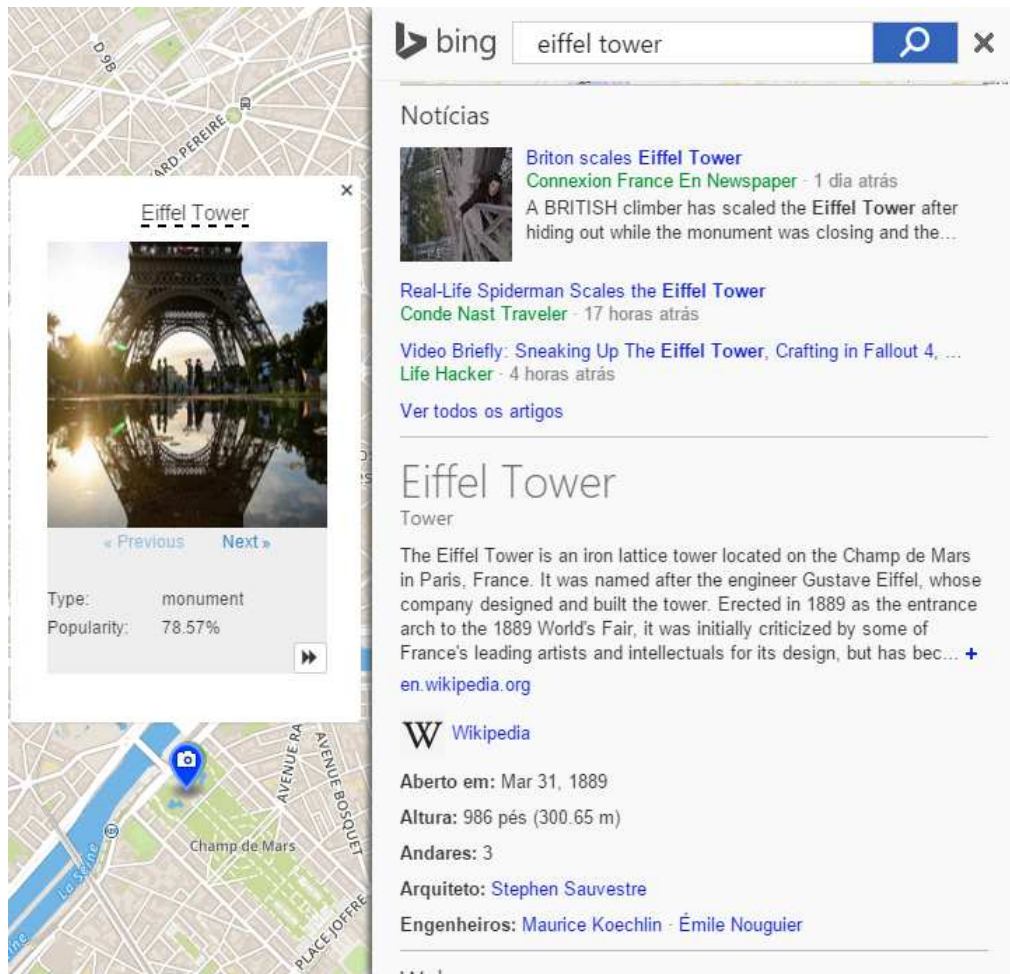 D 9B
ARD PEREIRE
×
Eiffel Tower
« Previous Next »
Type: monument
Popularity: 78.57%
AVENUE RA
AVENUE BOSQUET
Champ de Mars
La Seine
PLACE JOFFRE
bing eiffel tower
Notícias
Briton scales Eiffel Tower
Connexion France En Newspaper · 1 dia atrás
A BRITISH climber has scaled the Eiffel Tower after
hiding out while the monument was closing and the...
Real-Life Spiderman Scales the Eiffel Tower
Conde Nast Traveler · 17 horas atrás
Video Briefly: Sneaking Up The Eiffel Tower, Crafting in Fallout 4, ...
Life Hacker · 4 horas atrás
Ver todos os artigos
Eiffel Tower
Tower
The Eiffel Tower is an iron lattice tower located on the Champ de Mars
in Paris, France. It was named after the engineer Gustave Eiffel, whose
company designed and built the tower. Erected in 1889 as the entrance
arch to the 1889 World's Fair, it was initially criticized by some of
France's leading artists and intellectuals for its design, but has bec... +
en.wikipedia.org
W Wikipedia
Aberto em: Mar 31, 1889
Altura: 986 pés (300.65 m)
Andares: 3
Arquiteto: Stephen Sauvestre
Engenheiros: Maurice Koechlin · Émile Nouguier